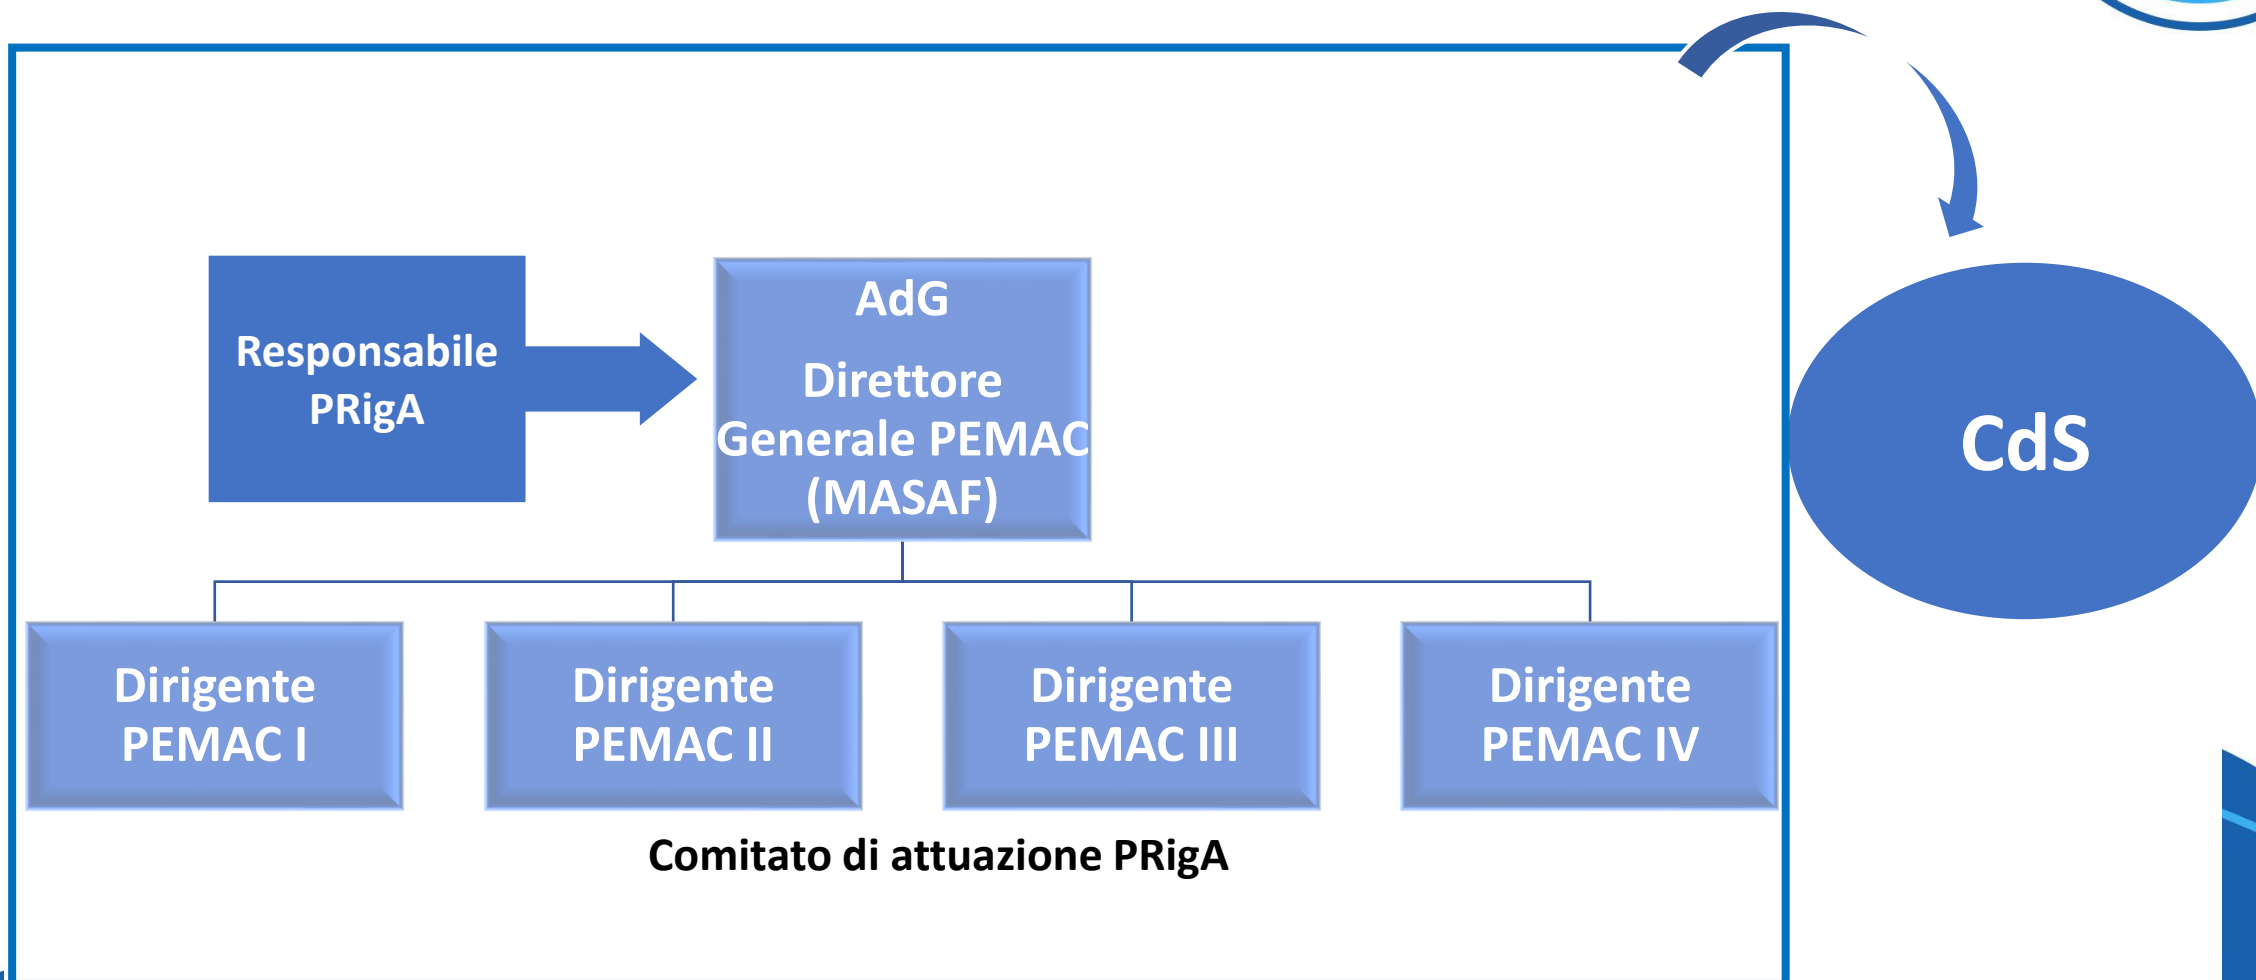 Responsabile
PRigA
AdG
Direttore
Generale PEMAC
(MASAF)
CdS
Dirigente
PEMAC I
Dirigente
PEMAC II
Dirigente
PEMAC III
Dirigente
PEMAC IV
Comitato di attuazione PRigA